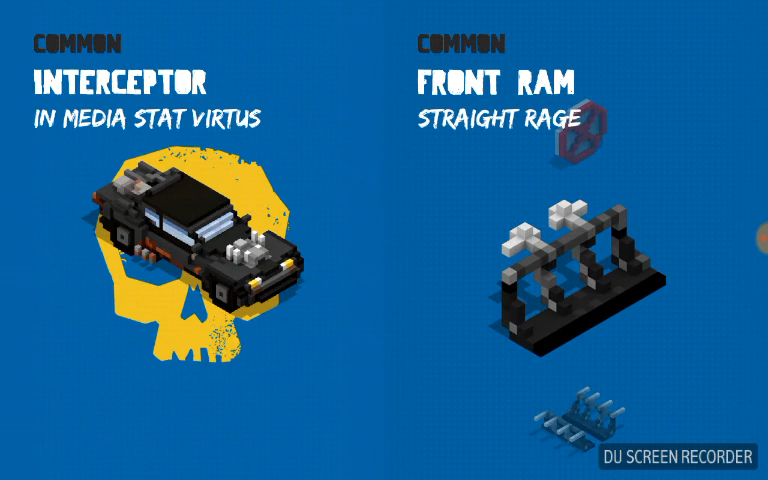 COMMON
INTERCEPTOR
IN MEDIA STAT VIRTUS
COMMON
FRONT RAM
STRAIGHT RAGE
DU SCREEN RECORDER